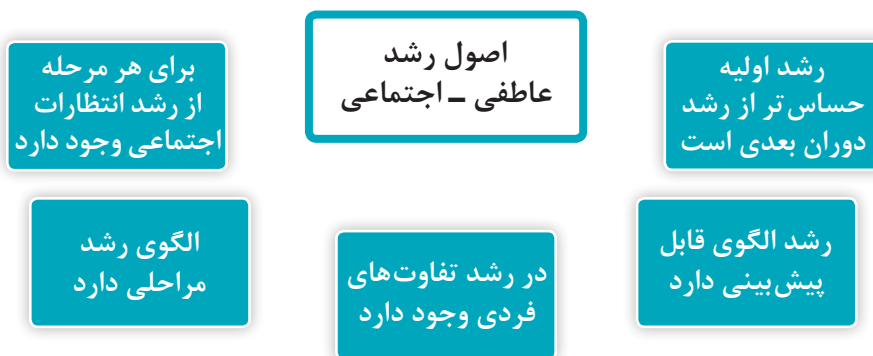 اصول رشد
عاطفی ـ اجتماعی
رشد اولیه
حساس‌تر از رشد
دوران بعدی است
رشد الگوی قابل
پیش‌بینی دارد
در رشد تفاوت‌های
فردی وجود دارد
الگوی رشد
مراحلی دارد
برای هر مرحله
از رشد انتظارات
اجتماعی وجود دارد